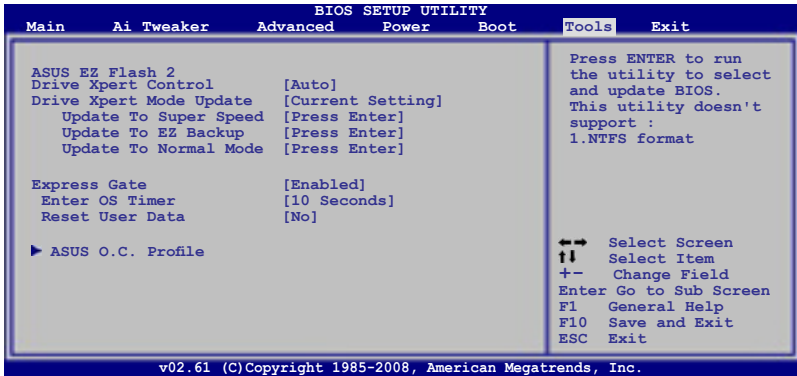 BIOS SETUP UTILITY
Main Ai Tweaker Advanced Power Boot Tools Exit
ASUS EZ Flash 2
Drive Xpert Control [Auto]
Drive Xpert Mode Update [Current Setting]
Update To Super Speed [Press Enter]
Update To EZ Backup [Press Enter]
Update To Normal Mode [Press Enter]
Express Gate [Enabled]
Enter OS Timer [10 Seconds]
Reset User Data [No]
ASUS O.C. Profile
Press ENTER to run
the utility to select
and update BIOS.
This utility doesn't
support :
1.NTFS format
←→ Select Screen
↑↓ Select Item
+- Change Field
Enter Go to Sub Screen
F1 General Help
F10 Save and Exit
ESC Exit
v02.61 (C)Copyright 1985-2008, American Megatrends, Inc.